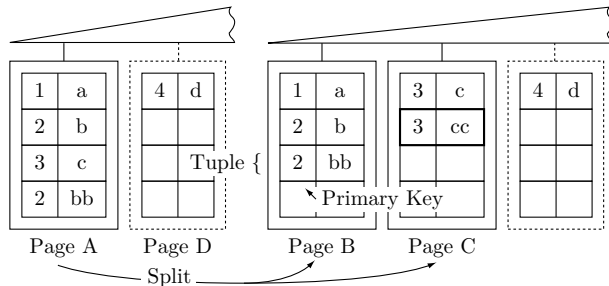 1 a 4 d 1 a 3 c 4 d
2 b 2 b 3 cc
3 c Tuple { 2 bb
2 bb Primary Key
Page A Page D Page B Page C
Split